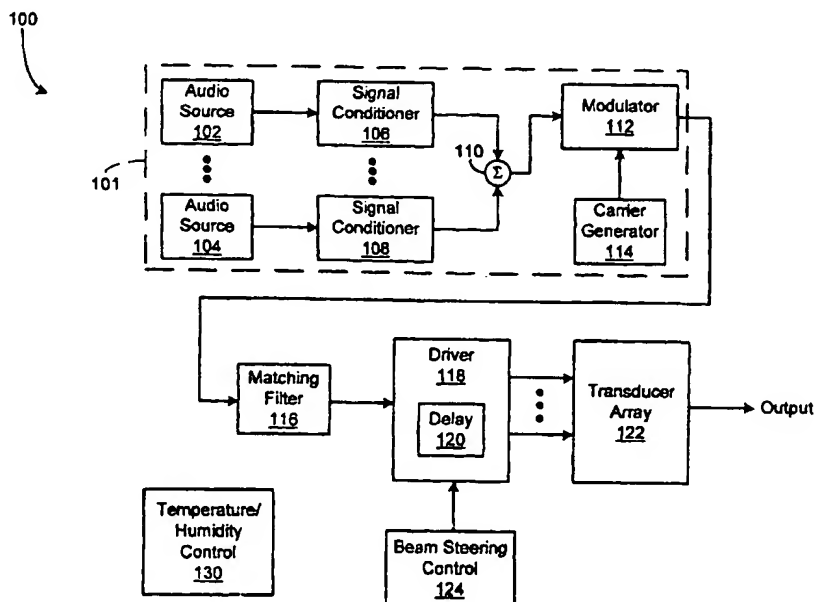 100
Audio
Source
102
Signal
Conditioner
106
Modulator
112
110
Σ
101
Audio
Source
104
Signal
Conditioner
108
Carrier
Generator
114
Matching
Filter
116
Driver
118
Delay
120
Transducer
Array
122
Output
Temperature/
Humidity
Control
130
Beam Steering
Control
124